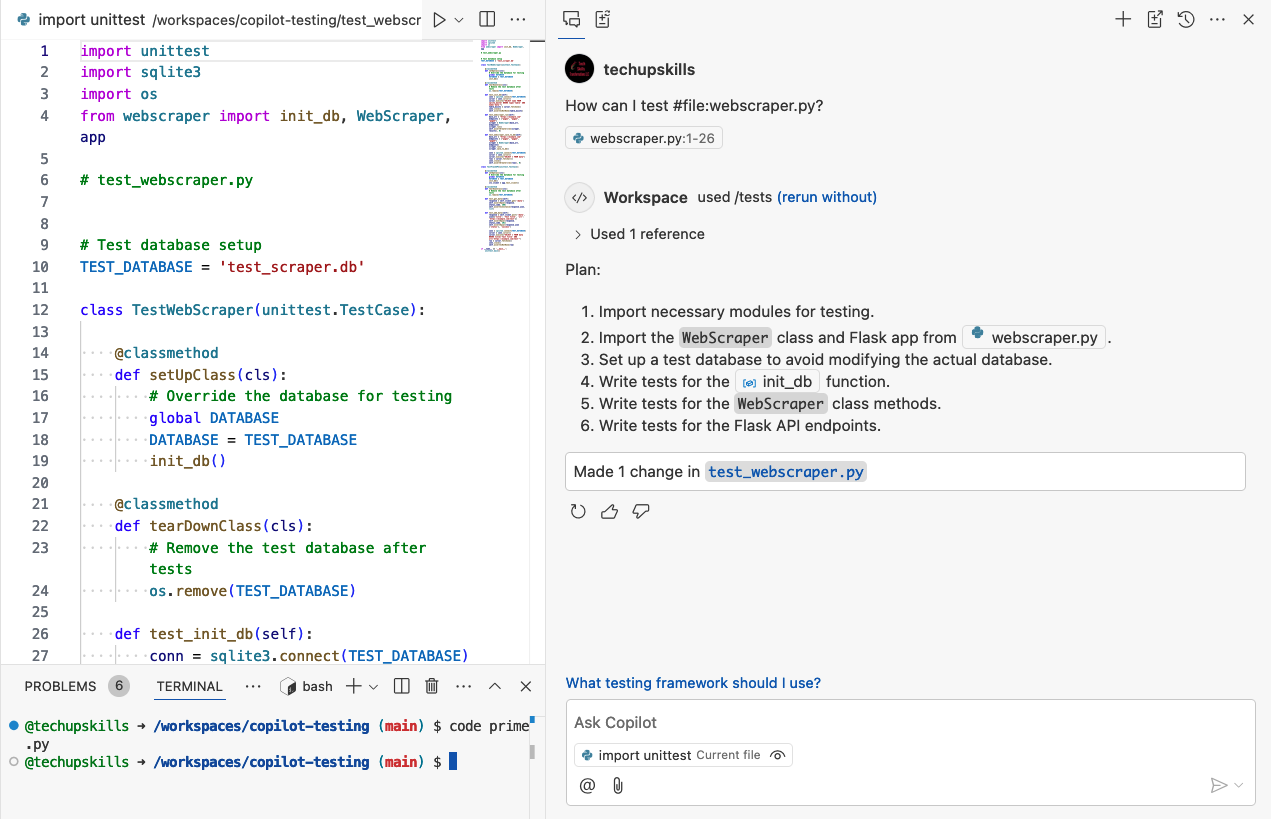 import unittest /workspaces/copilot-testing/test_webscr
1 import unittest
2 import sqlite3
3 import os
4 from webscraper import init_db, WebScraper,
app
5
6 # test_webscraper.py
7
8
9 # Test database setup
10 TEST_DATABASE = 'test_scraper.db'
11
12 class TestWebScraper(unittest.TestCase):
13
14 @classmethod
15 def setUpClass(cls):
16 # Override the database for testing
17 global DATABASE
18 DATABASE = TEST_DATABASE
19 init_db()
20
21 @classmethod
22 def tearDownClass(cls):
23 # Remove the test database after
tests
24 os.remove(TEST_DATABASE)
25
26 def test_init_db(self):
27 conn = sqlite3.connect(TEST_DATABASE)
PROBLEMS 6 TERMINAL ··· bash
@techupskills → /workspaces/copilot-testing (main) $ code prime
.py
@techupskills → /workspaces/copilot-testing (main) $
techupskills
How can I test #file:webscraper.py?
webscraper.py:1-26
Workspace used /tests (rerun without)
Used 1 reference
Plan:
1. Import necessary modules for testing.
2. Import the WebScraper class and Flask app from webscraper.py .
3. Set up a test database to avoid modifying the actual database.
4. Write tests for the init_db function.
5. Write tests for the WebScraper class methods.
6. Write tests for the Flask API endpoints.
Made 1 change in test_webscraper.py
What testing framework should I use?
Ask Copilot
import unittest Current file
@